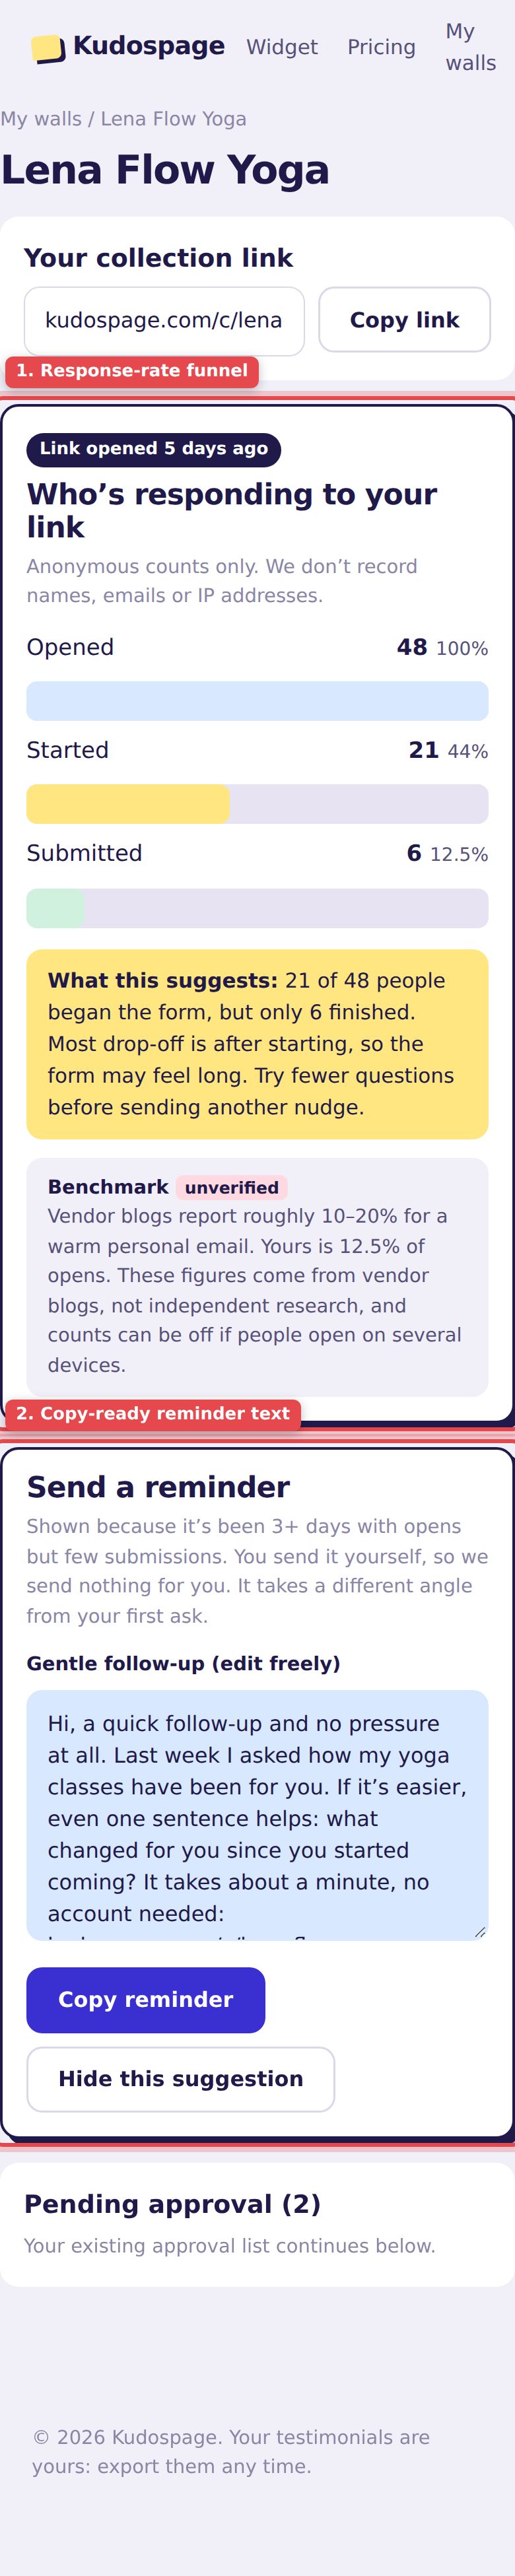 Kudospage Widget Pricing My walls
My walls / Lena Flow Yoga
Lena Flow Yoga
Your collection link
kudospage.com/c/lena
Copy link
1. Response-rate funnel
Link opened 5 days ago
Who’s responding to your
link
Anonymous counts only. We don’t record
names, emails or IP addresses.
Opened 48 100%
Started 21 44%
Submitted 6 12.5%
What this suggests: 21 of 48 people
began the form, but only 6 finished.
Most drop-off is after starting, so the
form may feel long. Try fewer questions
before sending another nudge.
Benchmark unverified
Vendor blogs report roughly 10–20% for a
warm personal email. Yours is 12.5% of
opens. These figures come from vendor
blogs, not independent research, and
counts can be off if people open on several
devices.
2. Copy-ready reminder text
Send a reminder
Shown because it’s been 3+ days with opens
but few submissions. You send it yourself, so we
send nothing for you. It takes a different angle
from your first ask.
Gentle follow-up (edit freely)
Hi, a quick follow-up and no pressure
at all. Last week I asked how my yoga
classes have been for you. If it’s easier,
even one sentence helps: what
changed for you since you started
coming? It takes about a minute, no
account needed:
Copy reminder
Hide this suggestion
Pending approval (2)
Your existing approval list continues below.
© 2026 Kudospage. Your testimonials are
yours: export them any time.